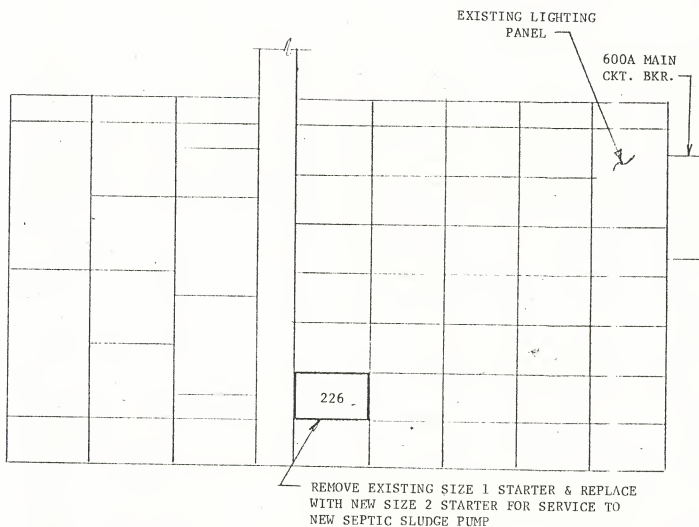 EXISTING LIGHTING
PANEL
600A MAIN
CKT. BKR.
226
REMOVE EXISTING SIZE 1 STARTER & REPLACE
WITH NEW SIZE 2 STARTER FOR SERVICE TO
NEW SEPTIC SLUDGE PUMP